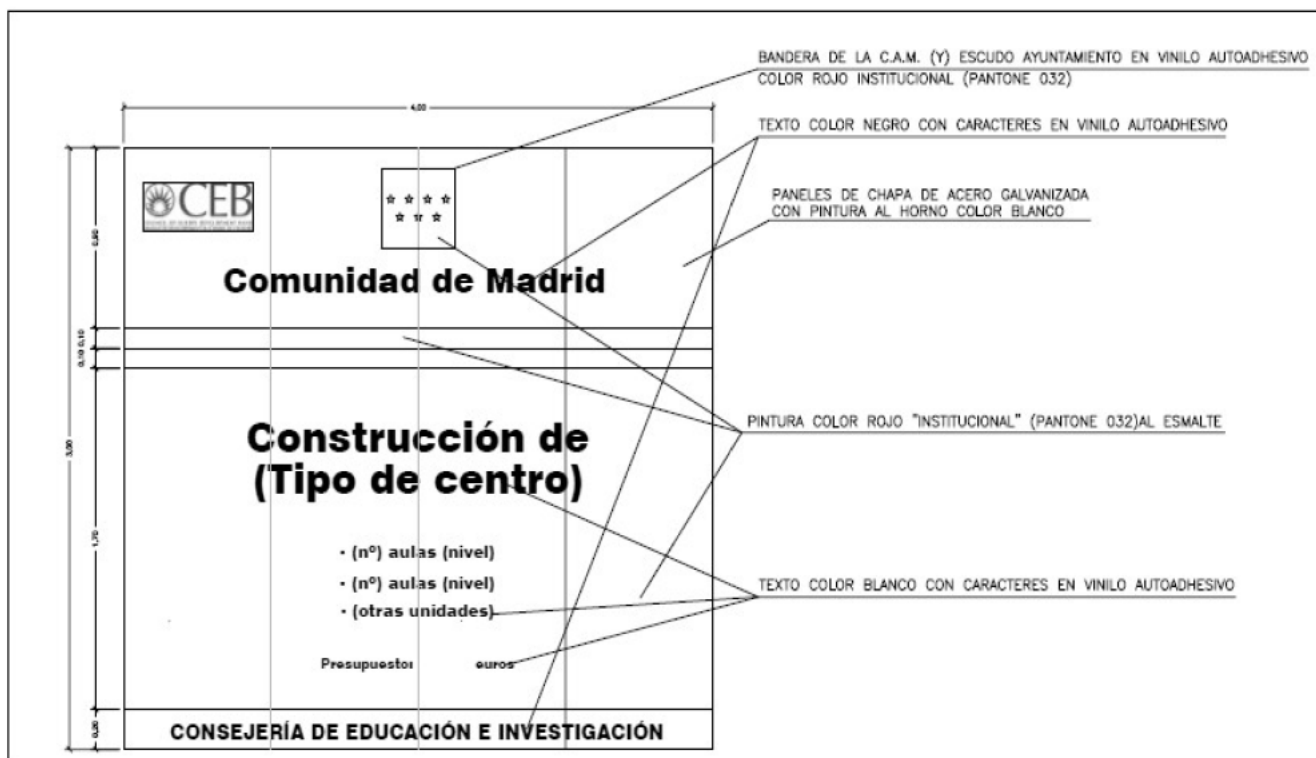 BANDERA DE LA C.A.M. (Y) ESCUDO AYUNTAMIENTO EN VINILO AUTOADHESIVO
COLOR ROJO INSTITUCIONAL (PANTONE 032)
4,00
TEXTO COLOR NEGRO CON CARACTERES EN VINILO AUTOADHESIVO
CEB
PANELES DE CHAPA DE ACERO GALVANIZADA
CON PINTURA AL HORNO COLOR BLANCO
0,90
Comunidad de Madrid
0,10
0,10
PINTURA COLOR ROJO "INSTITUCIONAL" (PANTONE 032)AL ESMALTE
3,00
Construcción de
(Tipo de centro)
1,70
· (nº) aulas (nivel)
· (nº) aulas (nivel)
TEXTO COLOR BLANCO CON CARACTERES EN VINILO AUTOADHESIVO
· (otras unidades)
Presupuesto: euros
0,20
CONSEJERÍA DE EDUCACIÓN E INVESTIGACIÓN